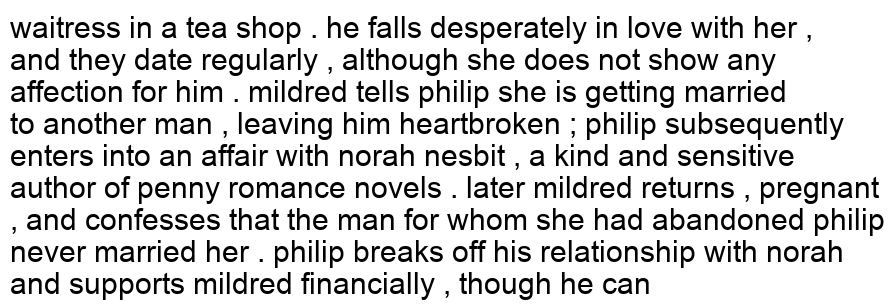 waitress in a tea shop . he falls desperately in love with her ,
and they date regularly , although she does not show any
affection for him . mildred tells philip she is getting married
to another man , leaving him heartbroken ; philip subsequently
enters into an affair with norah nesbit , a kind and sensitive
author of penny romance novels . later mildred returns , pregnant
, and confesses that the man for whom she had abandoned philip
never married her . philip breaks off his relationship with norah
and supports mildred financially , though he can